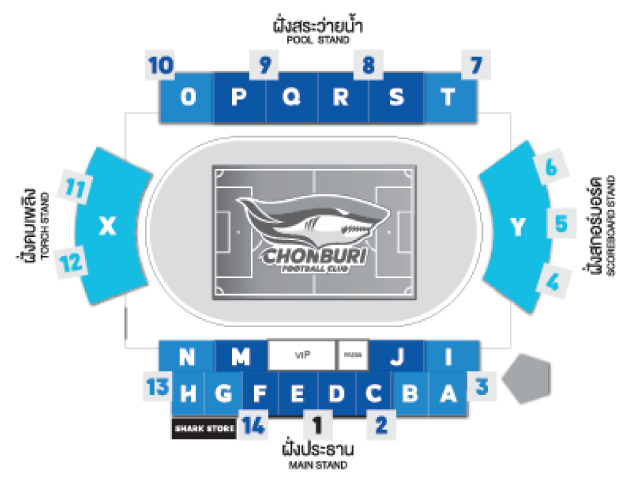 ฝั่งสระว่ายน้ำ
POOL STAND
10
9
8
7
O P Q R S T
11
12
X
ฝั่งคบเพลิง
TORCH STAND
CHONBURI
FOOTBALL CLUB
6
5
4
Y
ฝั่งสกอร์บอร์ด
SCOREBOARD STAND
N M VIP PRESS J I
13
H G F E D C B A
3
SHARK STORE
14
1
2
ฝั่งประธาน
MAIN STAND